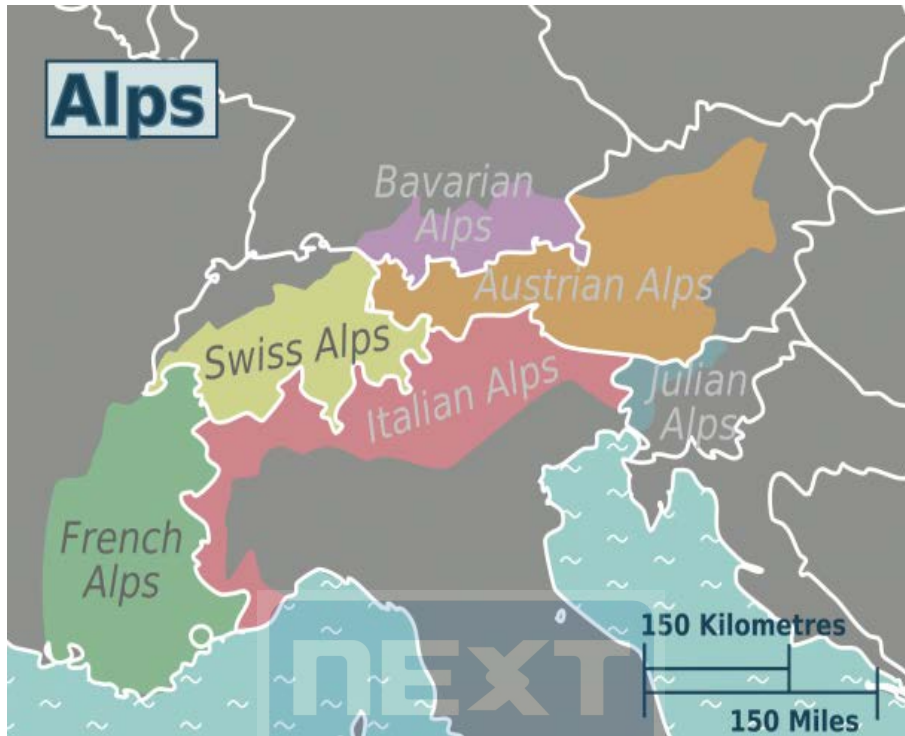 Alps
Bavarian
Alps
Austrian Alps
Swiss Alps
Italian Alps
Julian
Alps
French
Alps
150 Kilometres
150 Miles
nEXT